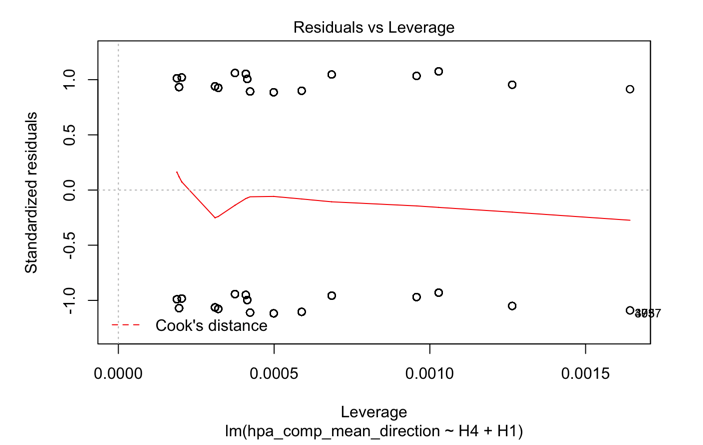 Residuals vs Leverage
Standardized residuals
1.0
0.5
0.0
-0.5
-1.0
Cook's distance
0.0000 0.0005 0.0010 0.0015
Leverage
lm(hpa_comp_mean_direction ~ H4 + H1)